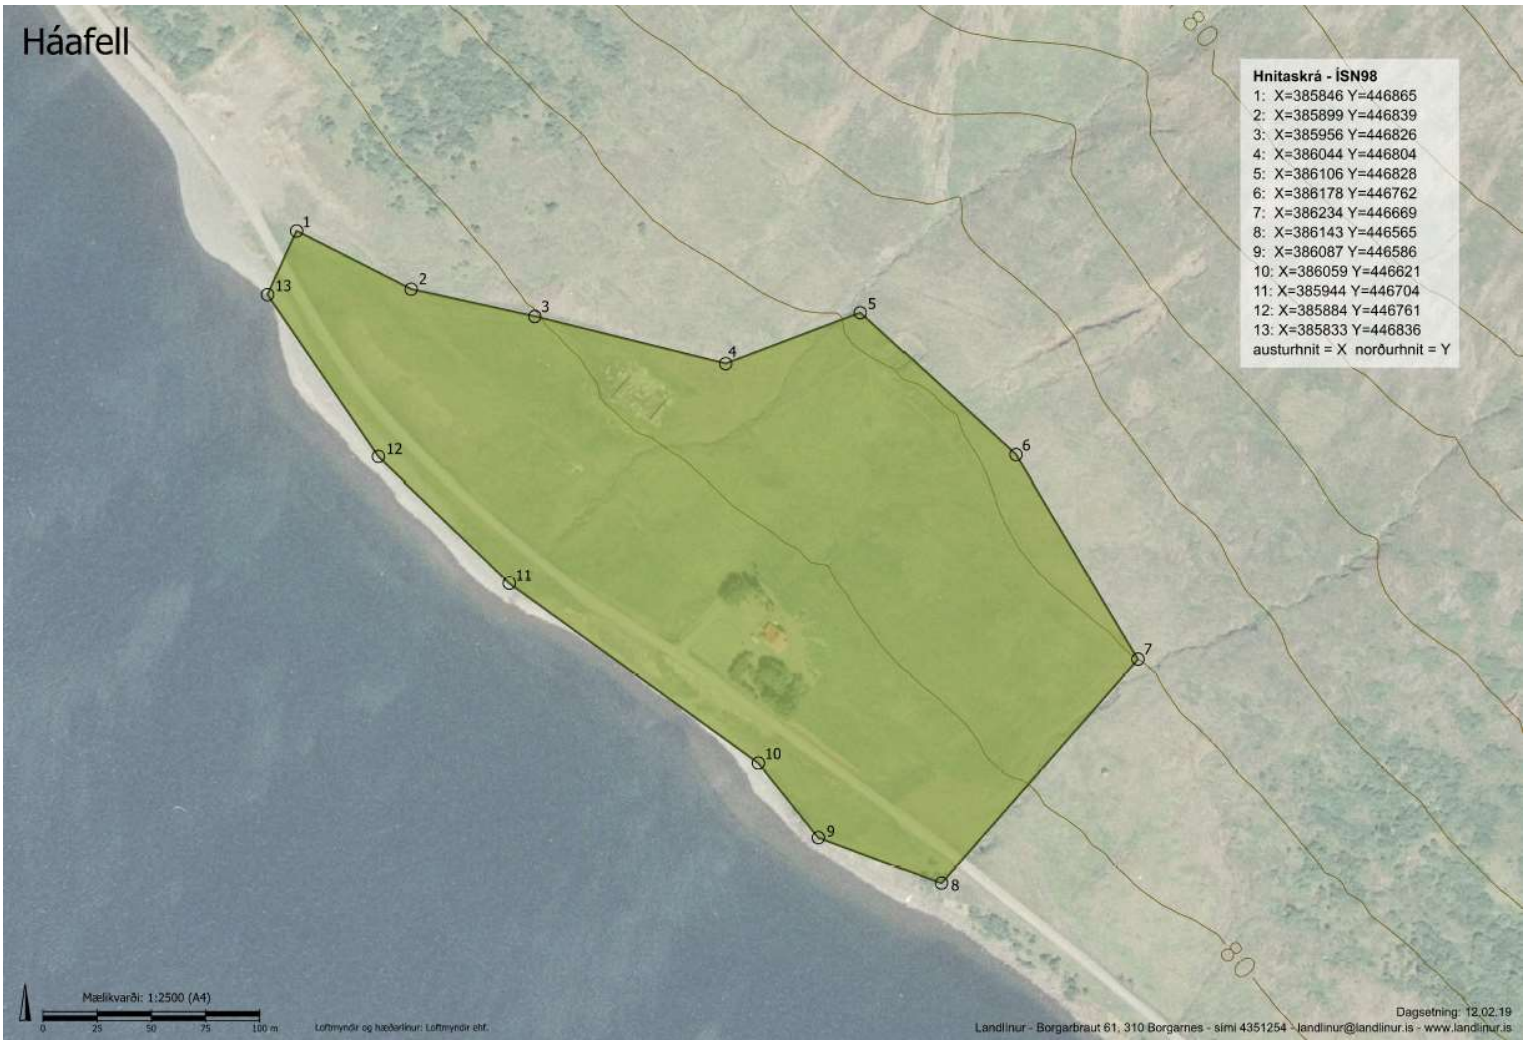 Háafell
80
Hnitaskrá - ÍSN98
1: X=385846 Y=446865
2: X=385899 Y=446839
3: X=385956 Y=446826
4: X=386044 Y=446804
5: X=386106 Y=446828
6: X=386178 Y=446762
7: X=386234 Y=446669
8: X=386143 Y=446565
9: X=386087 Y=446586
10: X=386059 Y=446621
11: X=385944 Y=446704
12: X=385884 Y=446761
13: X=385833 Y=446836
austurhnit = X norðurhnit = Y
1
2
13
3
5
4
6
12
11
7
10
9
8
80
Mælikvarði: 1:2500 (A4)
0 25 50 75 100 m
Loftmyndir og hæðarlínur: Loftmyndir ehf.
Dagsetning: 12.02.19
Landlínur - Borgarbraut 61, 310 Borgarnes - sími 4351254 - landlinur@landlinur.is - www.landlinur.is